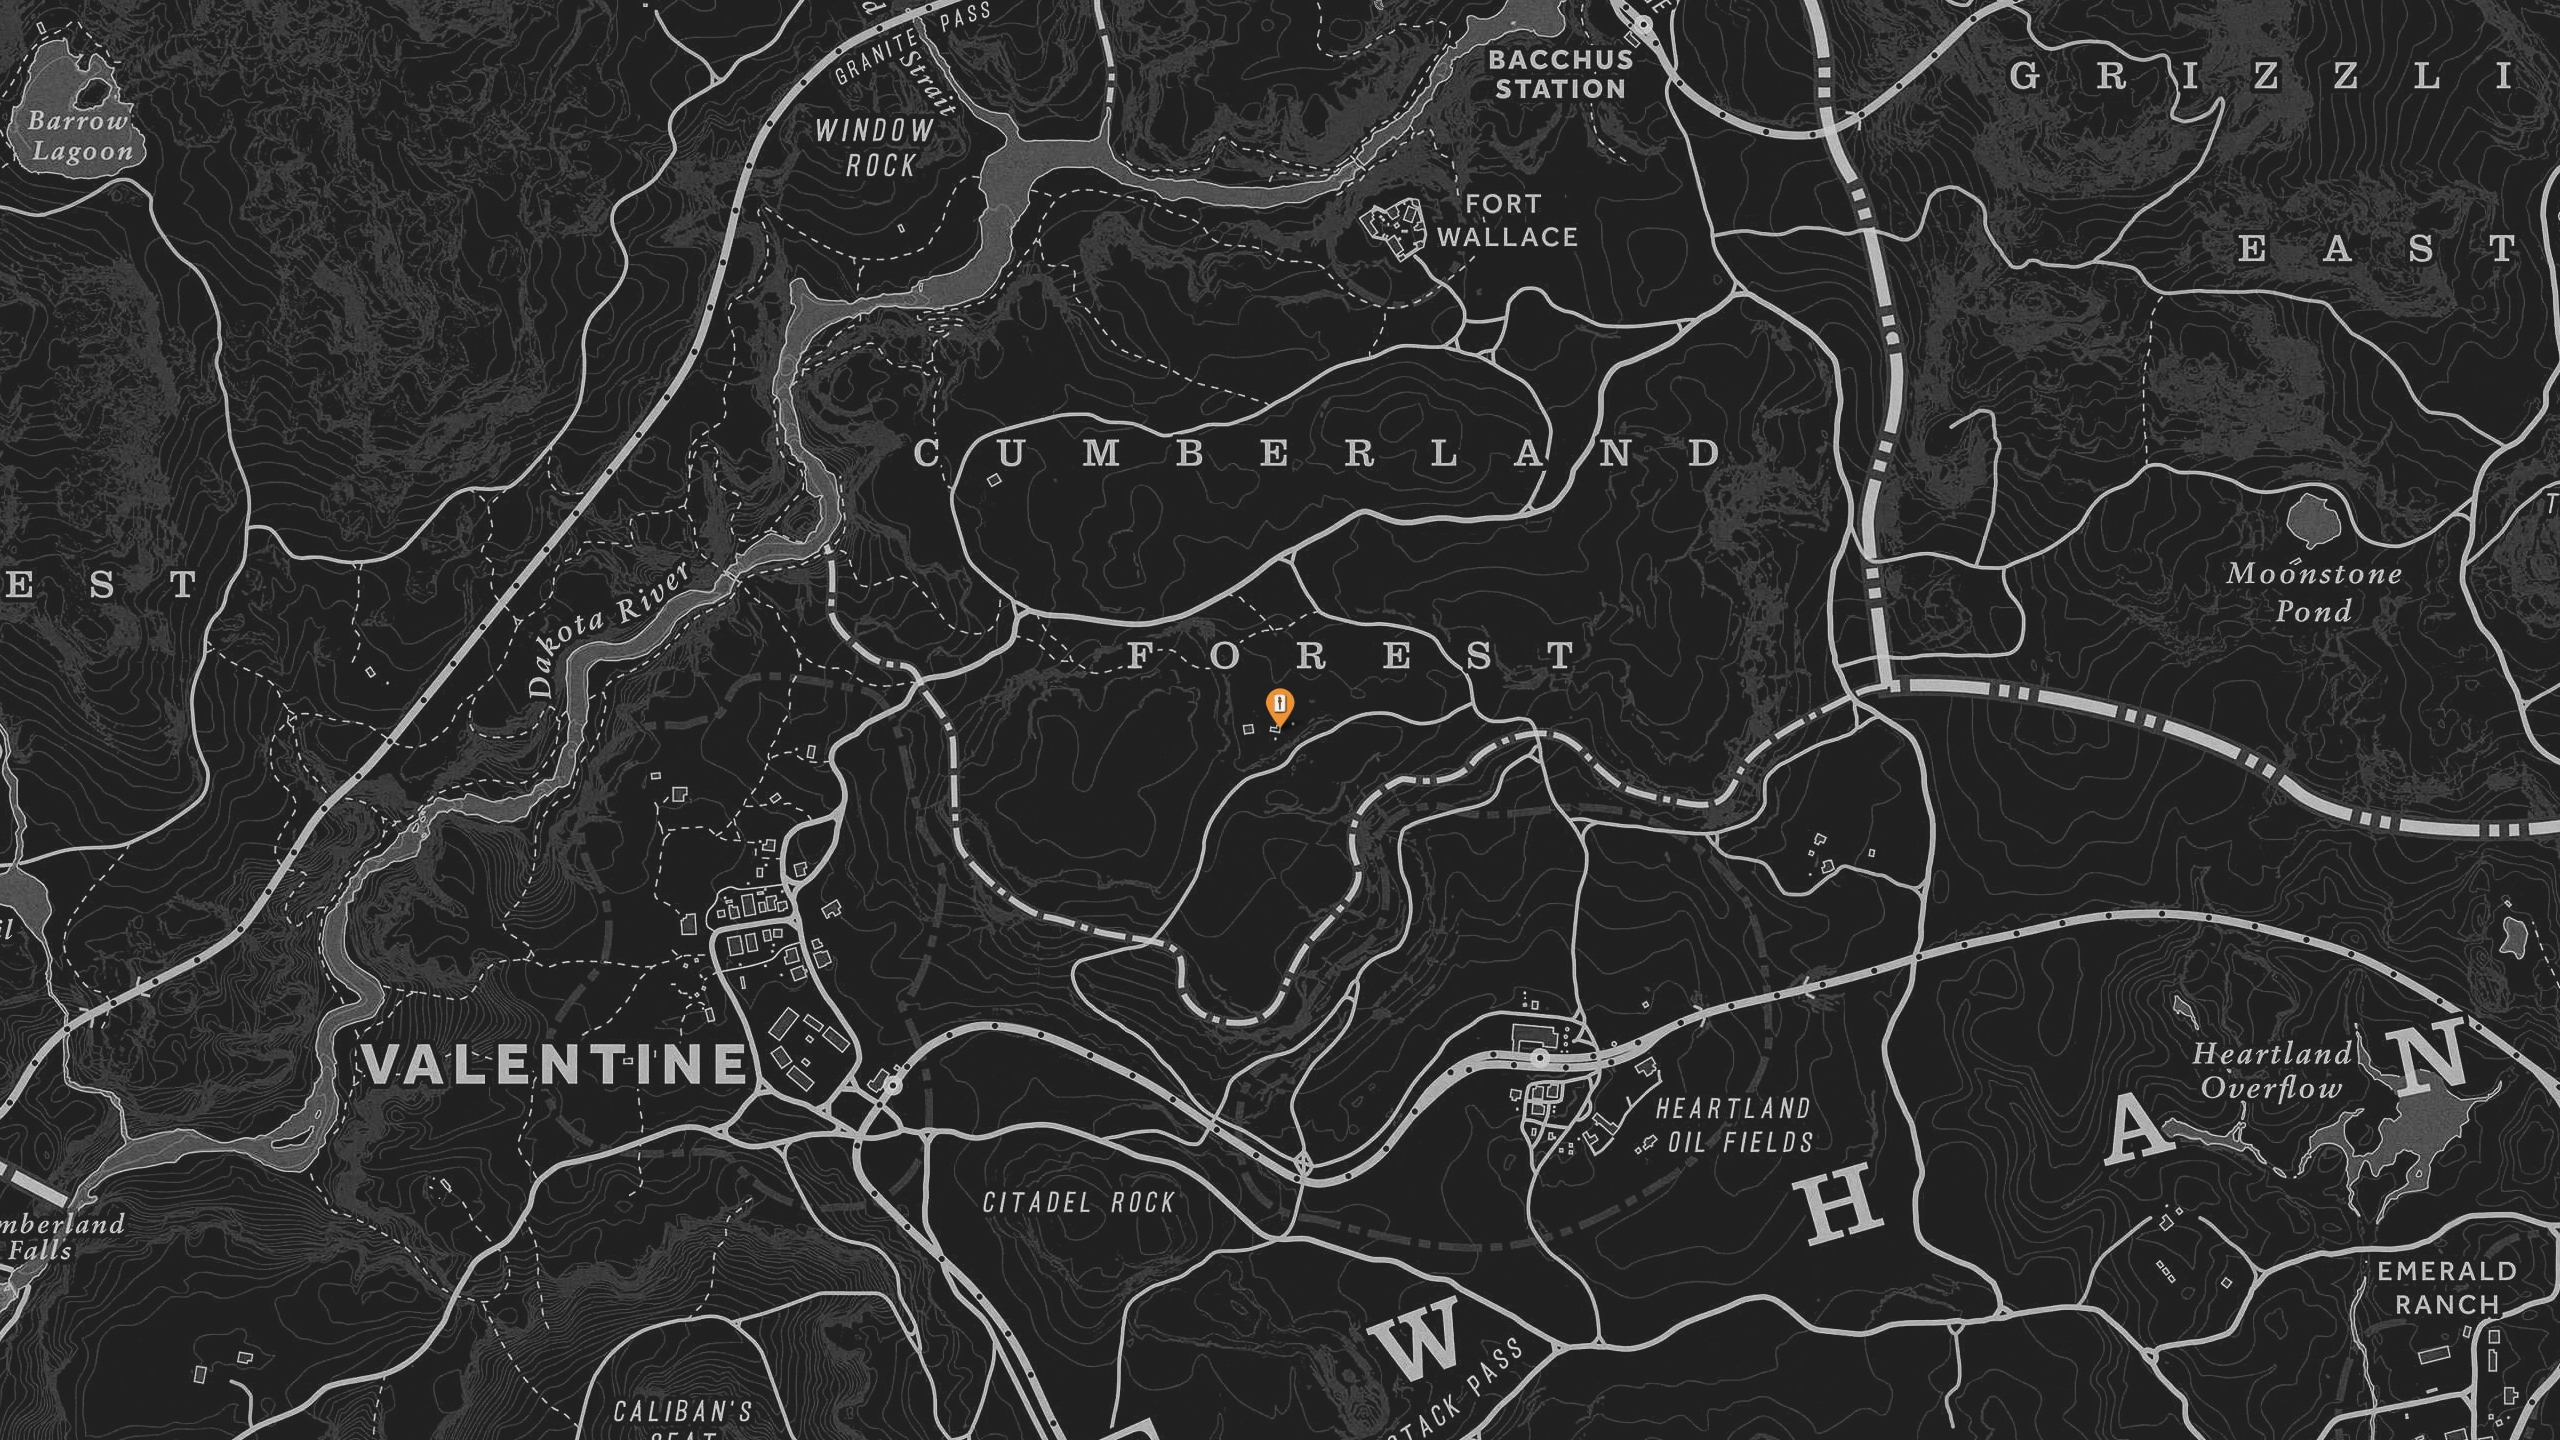 GRANITE PASS
Strait
BACCHUS
STATION
GRIZZLI
Barrow
Lagoon
WINDOW
ROCK
FORT
WALLACE
EAST
CUMBERLAND
EST
Dakota River
Moonstone
Pond
FOREST
VALENTINE
Heartland
Overflow
N
A
HEARTLAND
OIL FIELDS
CITADEL ROCK
H
mberland
Falls
EMERALD
RANCH
W
TACK PASS
CALIBAN'S